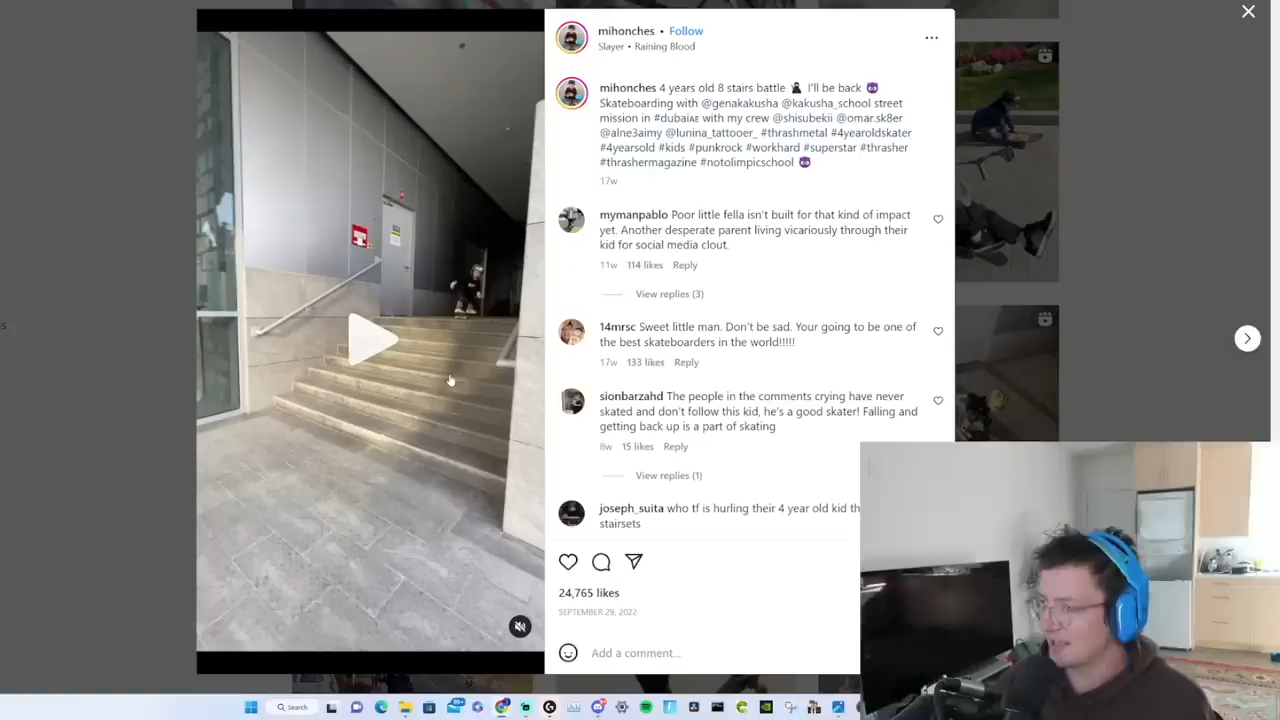 mihonches • Follow
Slayer • Raining Blood
mihonches 4 years old 8 stairs battle 🥷 I'll be back 😈
Skateboarding with @genakakusha @kakusha_school street
mission in #dubaiᴀᴇ with my crew @shisubekii @omar.sk8er
@alne3aimy @lunina_tattooer_ #thrashmetal #4yearoldskater
#4yearsold #kids #punkrock #workhard #superstar #thrasher
#thrashermagazine #notolimpicschool 😈
17w
mymanpablo Poor little fella isn't built for that kind of impact
yet. Another desperate parent living vicariously through their
kid for social media clout.
11w 114 likes Reply
View replies (3)
14mrsc Sweet little man. Don't be sad. Your going to be one of
the best skateboarders in the world!!!!!
17w 133 likes Reply
sionbarzahd The people in the comments crying have never
skated and don't follow this kid, he's a good skater! Falling and
getting back up is a part of skating
8w 15 likes Reply
View replies (1)
joseph_suita who tf is hurling their 4 year old kid th
stairsets
24,765 likes
SEPTEMBER 29, 2022
Add a comment...
Search